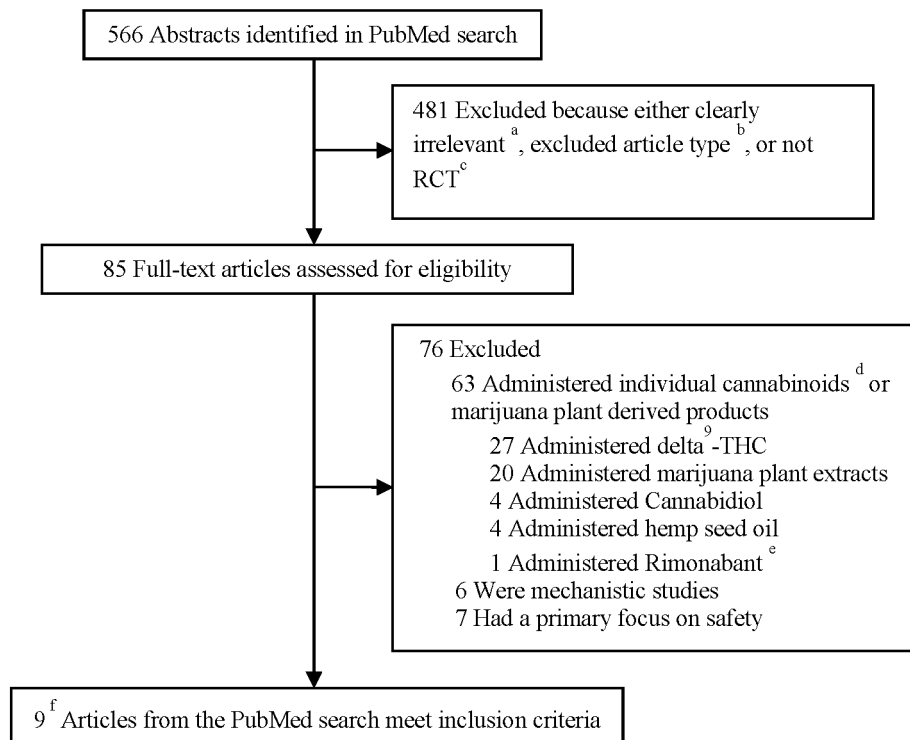 566 Abstracts identified in PubMed search
481 Excluded because either clearly
irrelevant a, excluded article type b, or not
RCT c
85 Full-text articles assessed for eligibility
76 Excluded
63 Administered individual cannabinoids d or
marijuana plant derived products
27 Administered delta9-THC
20 Administered marijuana plant extracts
4 Administered Cannabidiol
4 Administered hemp seed oil
1 Administered Rimonabant e
6 Were mechanistic studies
7 Had a primary focus on safety
9 f Articles from the PubMed search meet inclusion criteria